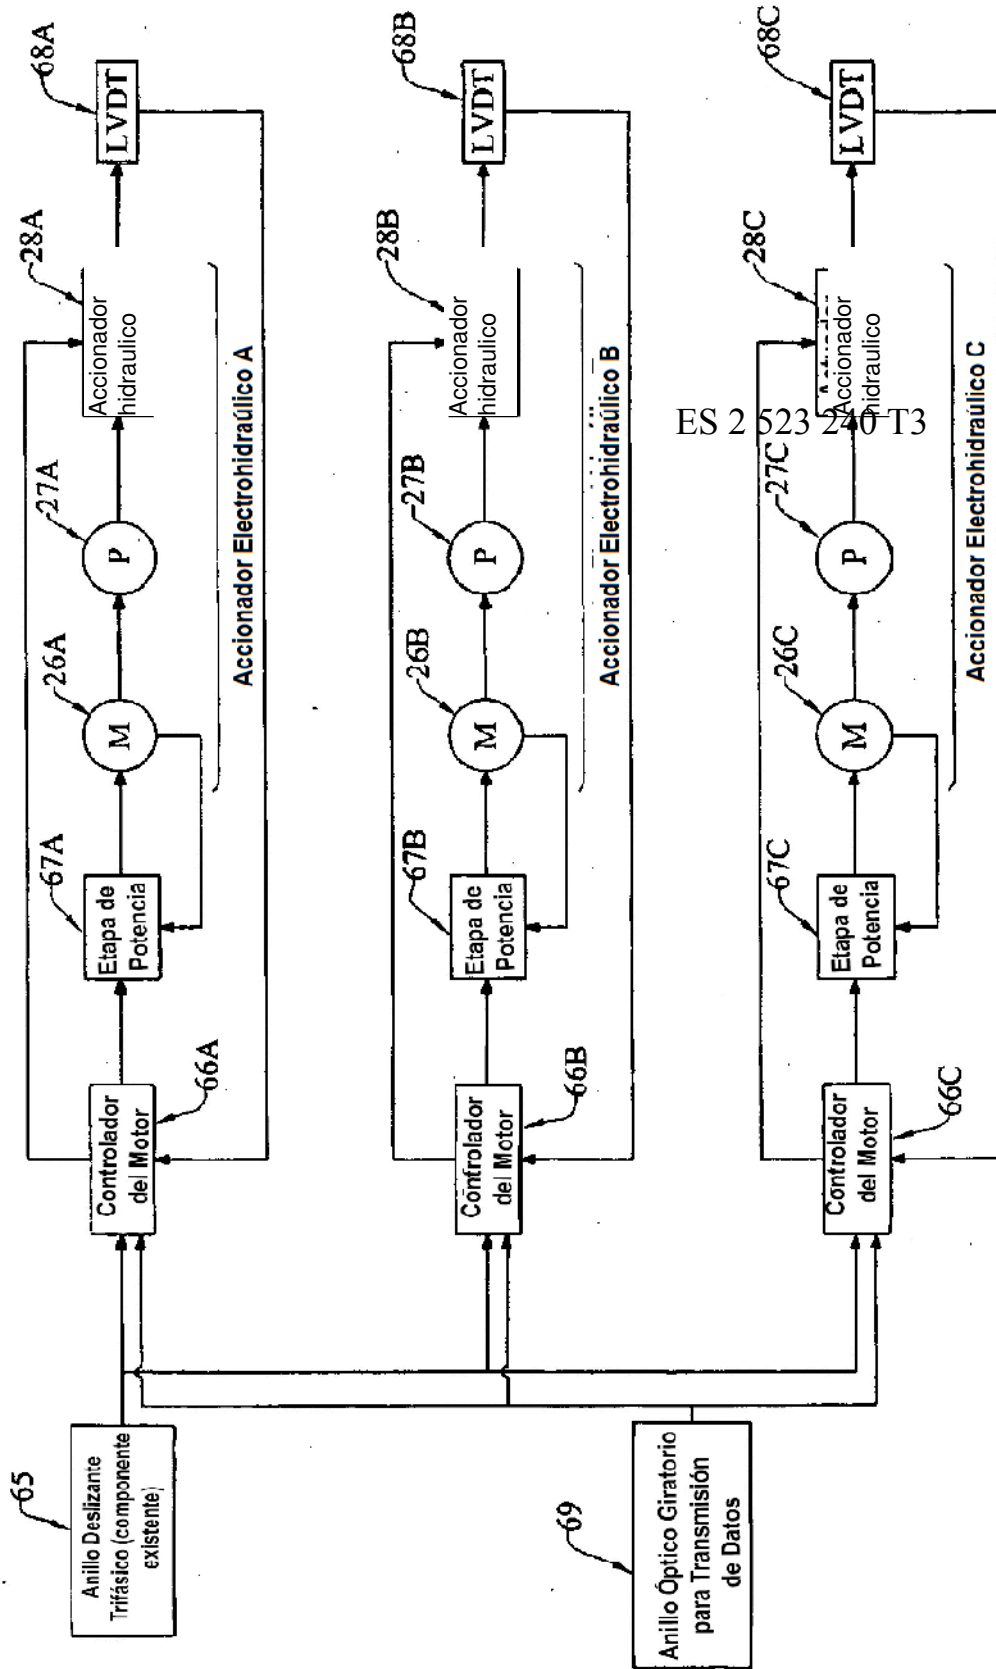 65
Anillo Deslizante
Trifásico (componente
existente)
69
Anillo Óptico Giratorio
para Transmisión
de Datos
Controlador
del Motor
66A
67A
Etapa de
Potencia
26A
M
27A
P
28A
Accionador
hidraulico
68A
LVDT
Accionador Electrohidraúlico A
Controlador
del Motor
66B
67B
Etapa de
Potencia
26B
M
27B
P
28B
Accionador
hidraulico
68B
LVDT
Accionador Electrohidraúlico B
Controlador
del Motor
66C
67C
Etapa de
Potencia
26C
M
27C
P
28C
Accionador
hidraulico
68C
LVDT
Accionador Electrohidraúlico C
ES 2 523 240 T3